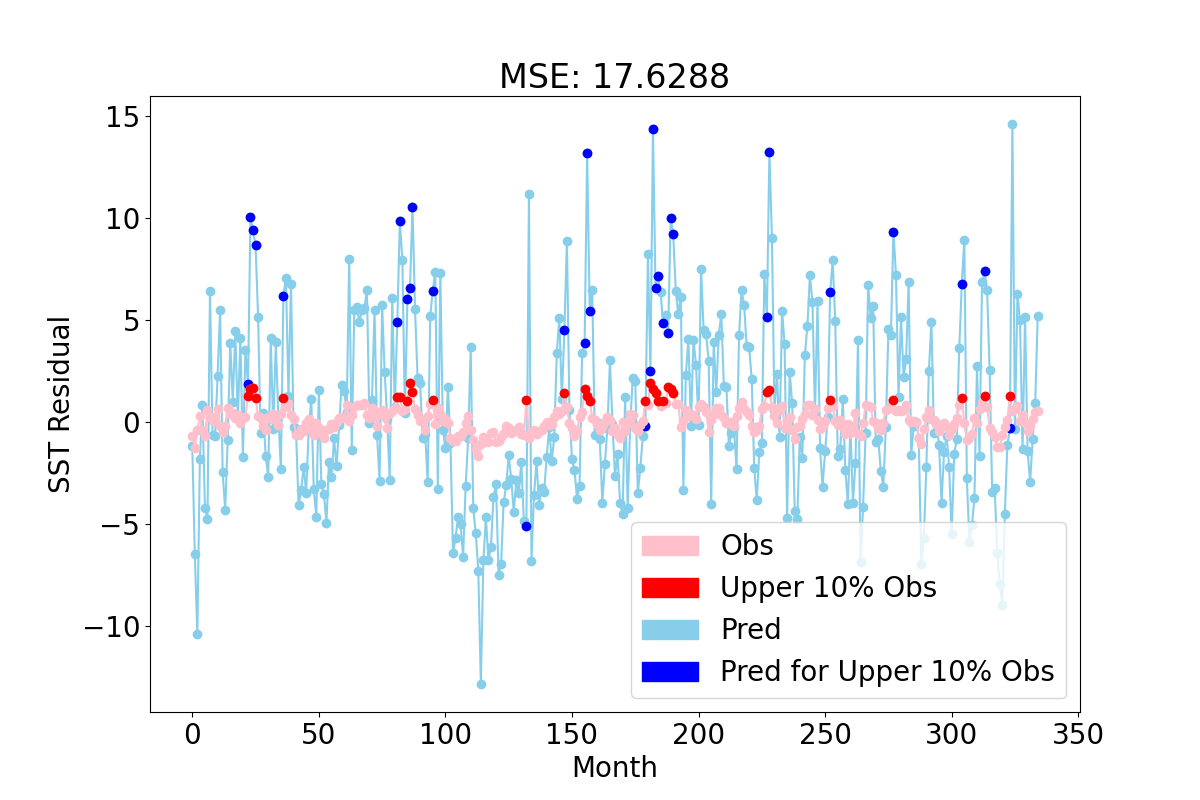 MSE: 17.6288
15
10
5
0
−5
−10
SST Residual
Obs
Upper 10% Obs
Pred
Pred for Upper 10% Obs
0 50 100 150 200 250 300 350
Month